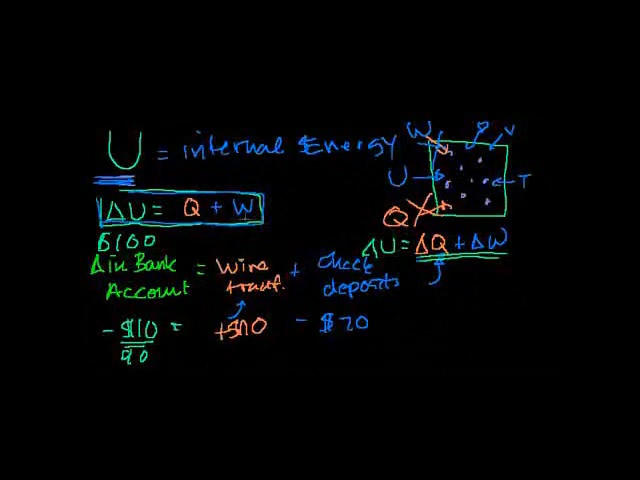 U = internal Energy
ΔU = Q + W
$100
Δ in Bank Account = Wire transf. + check deposits
-$10 = +$10 - $20
90
W P V
U T
Q
ΔU = ΔQ + ΔW